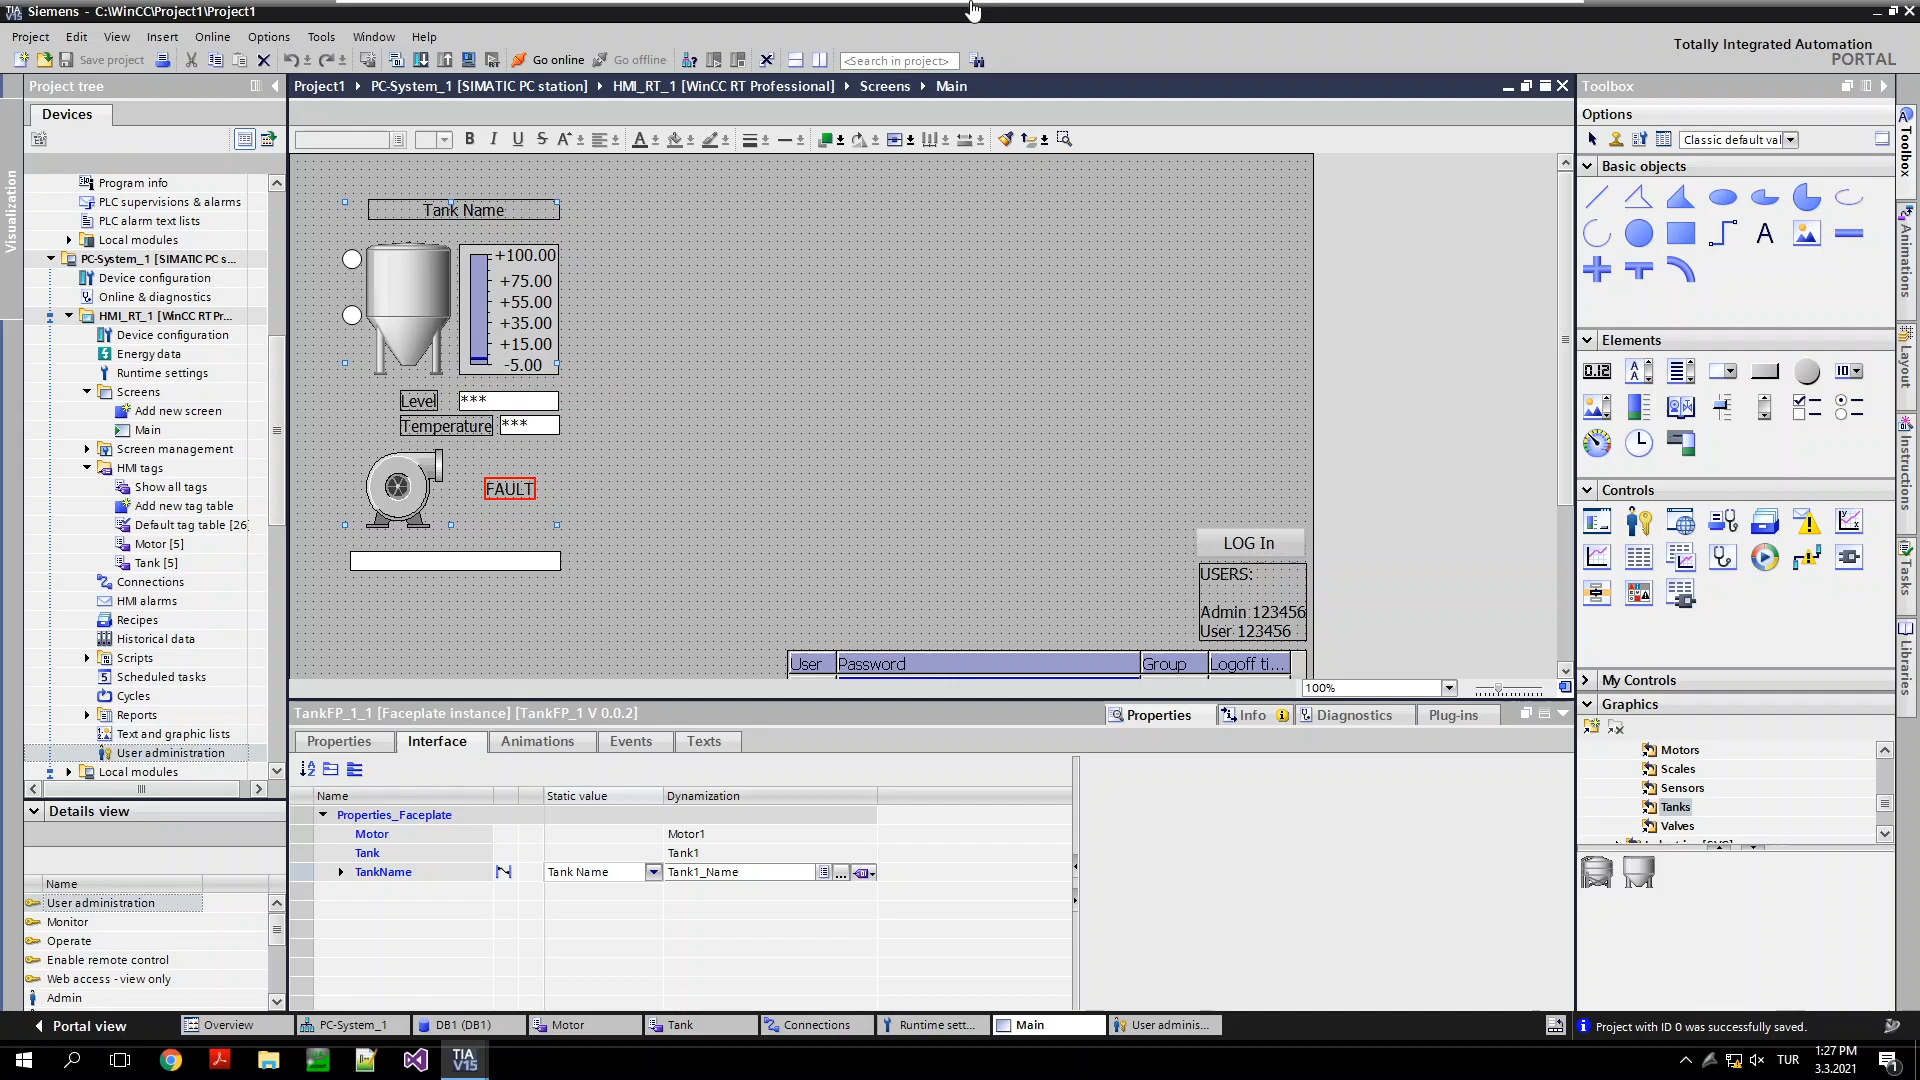 Siemens - C:\WinCC\Project1\Project1
Project Edit View Insert Online Options Tools Window Help
Totally Integrated Automation
PORTAL
Save project
Go online
Go offline
<Search in project>
Project tree
Project1 PC-System_1 [SIMATIC PC station] HMI_RT_1 [WinCC RT Professional] Screens Main
Toolbox
Devices
Options
Classic default val
Visualization
Program info
PLC supervisions & alarms
PLC alarm text lists
Local modules
PC-System_1 [SIMATIC PC s...
Device configuration
Online & diagnostics
HMI_RT_1 [WinCC RT Pr...
Device configuration
Energy data
Runtime settings
Screens
Add new screen
Main
Screen management
HMI tags
Show all tags
Add new tag table
Default tag table [26
Motor [5]
Tank [5]
Connections
HMI alarms
Recipes
Historical data
Scripts
Scheduled tasks
Cycles
Reports
Text and graphic lists
User administration
Local modules
Details view
Name
User administration
Monitor
Operate
Enable remote control
Web access - view only
Admin
Tank Name
+100.00
+75.00
+55.00
+35.00
+15.00
-5.00
Level ***
Temperature ***
FAULT
LOG In
USERS:
Admin 123456
User 123456
User Password Group Logoff ti...
100%
Basic objects
Elements
Controls
My Controls
Graphics
Motors
Scales
Sensors
Tanks
Valves
Toolbox
Animations
Layout
Instructions
Tasks
Libraries
TankFP_1_1 [Faceplate instance] [TankFP_1 V 0.0.2]
Properties Info Diagnostics Plug-ins
Properties Interface Animations Events Texts
Name Static value Dynamization
Properties_Faceplate
Motor Motor1
Tank Tank1
TankName Tank Name Tank1_Name
Portal view
Overview PC-System_1 DB1 (DB1) Motor Tank Connections Runtime sett... Main User adminis...
Project with ID 0 was successfully saved.
TIA V15
TUR
1:27 PM
3.3.2021
1